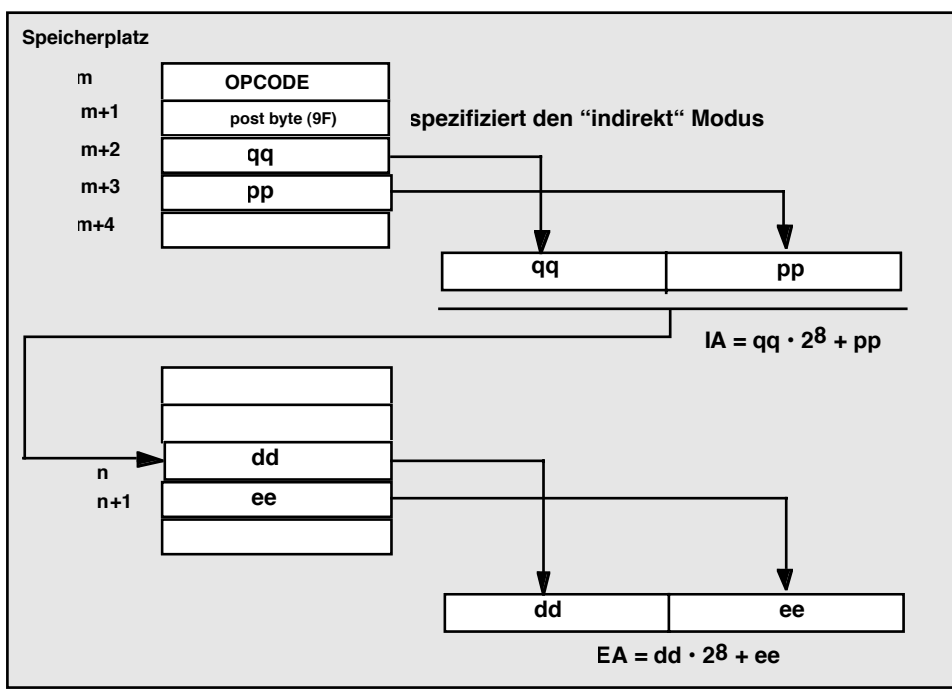 Speicherplatz
m
OPCODE
m+1
post byte (9F)
spezifiziert den “indirekt“ Modus
m+2
qq
m+3
pp
m+4
qq
pp
IA = qq · 2⁸ + pp
dd
n
ee
n+1
dd
ee
EA = dd · 2⁸ + ee